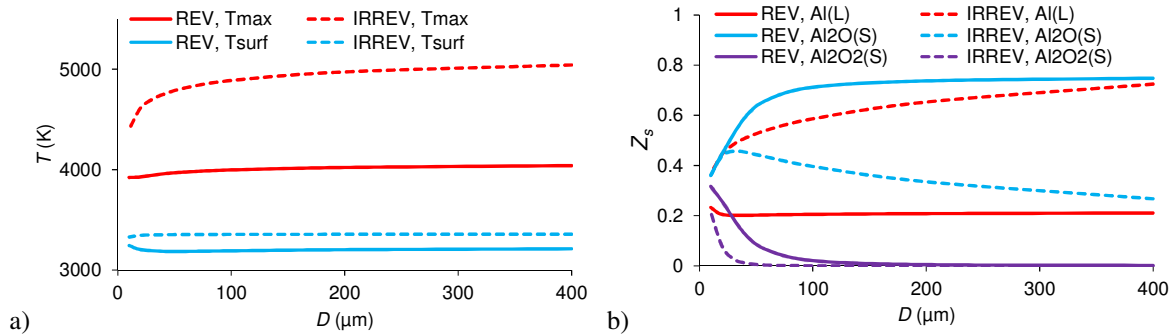 REV, Tmax
IRREV, Tmax
REV, Tsurf
IRREV, Tsurf
5000
4000
3000
T (K)
0
100
200
300
400
D (µm)
a)
REV, Al(L)
IRREV, Al(L)
REV, Al2O(S)
IRREV, Al2O(S)
REV, Al2O2(S)
IRREV, Al2O2(S)
1
0.8
0.6
0.4
0.2
0
Zs
0
100
200
300
400
D (µm)
b)